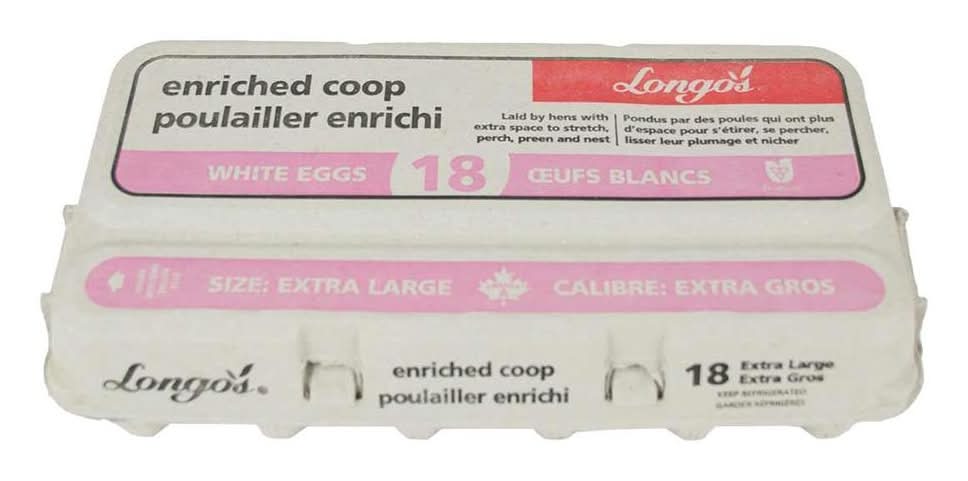 enriched coop
poulailler enrichi
Longo's
Laid by hens with
extra space to stretch,
perch, preen and nest
Pondus par des poules qui ont plus
d'espace pour s'étirer, se percher,
lisser leur plumage et nicher
WHITE EGGS 18 ŒUFS BLANCS
SIZE: EXTRA LARGE CALIBRE: EXTRA GROS
Longo's®
enriched coop
poulailler enrichi
18 Extra Large
Extra Gros
KEEP REFRIGERATED
GARDER RÉFRIGÉRÉS